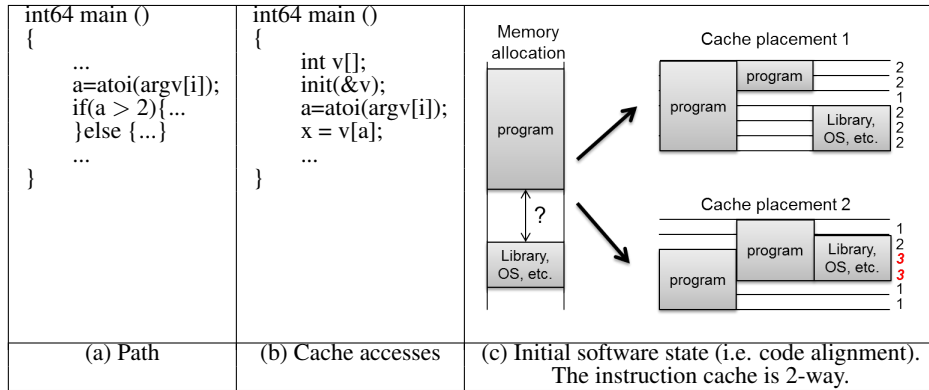 int64 main ()
{
...
a=atoi(argv[i]);
if(a > 2){...
}else {...}
...
}
(a) Path
int64 main ()
{
int v[];
init(&v);
a=atoi(argv[i]);
x = v[a];
...
}
(b) Cache accesses
Memory
allocation
program
?
Library,
OS, etc.
Cache placement 1
program
program
Library,
OS, etc.
2
2
1
2
2
2
Cache placement 2
program
program
Library,
OS, etc.
1
2
3
3
1
1
(c) Initial software state (i.e. code alignment).
The instruction cache is 2-way.